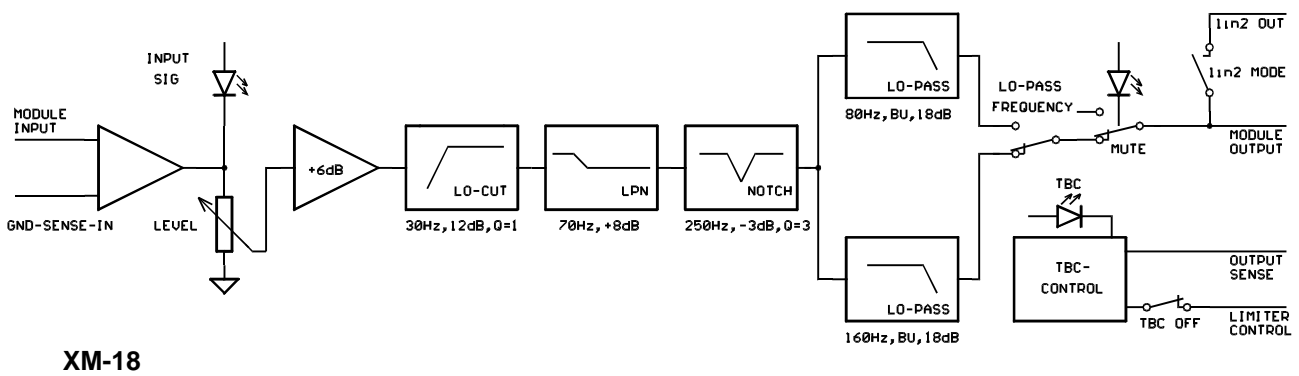 INPUT
SIG
MODULE
INPUT
GND-SENSE-IN
LEVEL
+6dB
LO-CUT
30Hz,12dB,Q=1
LPN
70Hz,+8dB
NOTCH
250Hz,-3dB,Q=3
LO-PASS
80Hz,BU,18dB
LO-PASS
160Hz,BU,18dB
LO-PASS
FREQUENCY
MUTE
1in2 OUT
1in2 MODE
MODULE
OUTPUT
TBC
TBC-
CONTROL
OUTPUT
SENSE
TBC OFF
LIMITER
CONTROL
XM-18